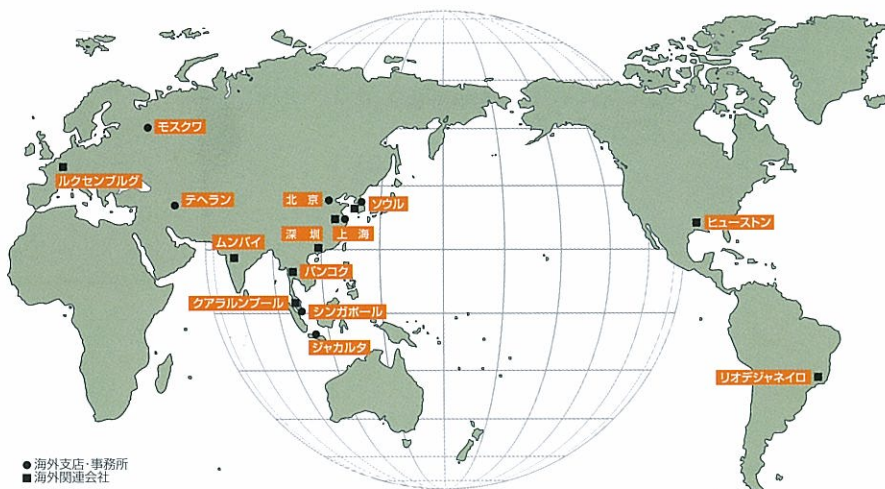 モスクワ
ルクセンブルグ
テヘラン
北京
ソウル
ムンバイ
深圳
上海
ヒューストン
バンコク
クアラルンプール
シンガポール
ジャカルタ
リオデジャネイロ
●海外支店・事務所
■海外関連会社